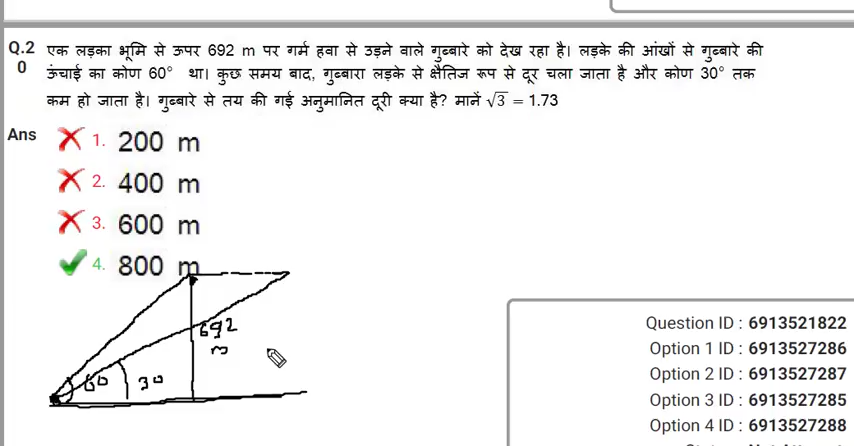 Q.2 एक लड़का भूमि से ऊपर 692 m पर गर्म हवा से उड़ने वाले गुब्बारे को देख रहा है। लड़के की आंखों से गुब्बारे की
0 ऊंचाई का कोण 60° था। कुछ समय बाद, गुब्बारा लड़के से क्षैतिज रूप से दूर चला जाता है और कोण 30° तक
कम हो जाता है। गुब्बारे से तय की गई अनुमानित दूरी क्या है? मानें √3 = 1.73
Ans 1. 200 m
2. 400 m
3. 600 m
4. 800 m
692
m
60 30
Question ID : 6913521822
Option 1 ID : 6913527286
Option 2 ID : 6913527287
Option 3 ID : 6913527285
Option 4 ID : 6913527288